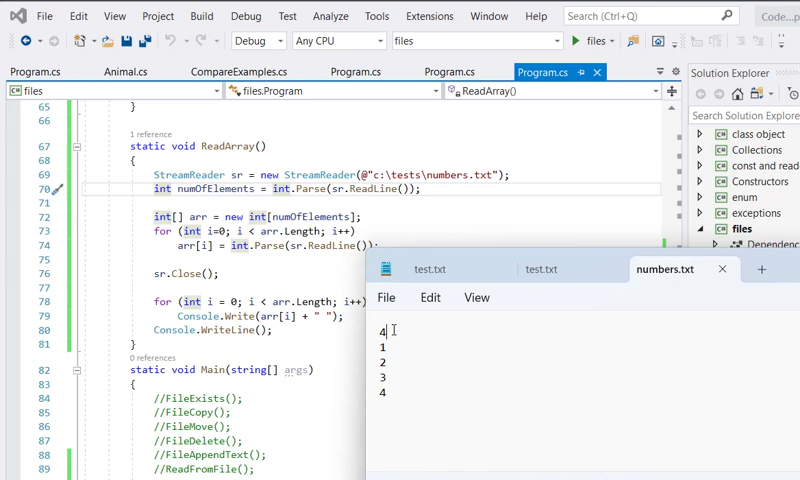 File Edit View Git Project Build Debug Test Analyze Tools Extensions Window Help Search (Ctrl+Q) Code...p
Debug Any CPU files files
Program.cs Animal.cs CompareExamples.cs Program.cs Program.cs Program.cs
files files.Program ReadArray()
65 }
66
1 reference
67 static void ReadArray()
68 {
69 StreamReader sr = new StreamReader(@"c:\tests\numbers.txt");
70 int numOfElements = int.Parse(sr.ReadLine());
71
72 int[] arr = new int[numOfElements];
73 for (int i=0; i < arr.Length; i++)
74 arr[i] = int.Parse(sr.ReadLine());
75
76 sr.Close();
77
78 for (int i = 0; i < arr.Length; i++)
79 Console.Write(arr[i] + " ");
80 Console.WriteLine();
81 }
0 references
82 static void Main(string[] args)
83 {
84 //FileExists();
85 //FileCopy();
86 //FileMove();
87 //FileDelete();
88 //FileAppendText();
89 //ReadFromFile();
Solution Explorer
Search Solution Explorer
class object
Collections
const and reado
Constructors
enum
exceptions
files
Dependenc
test.txt test.txt numbers.txt
File Edit View
4
1
2
3
4